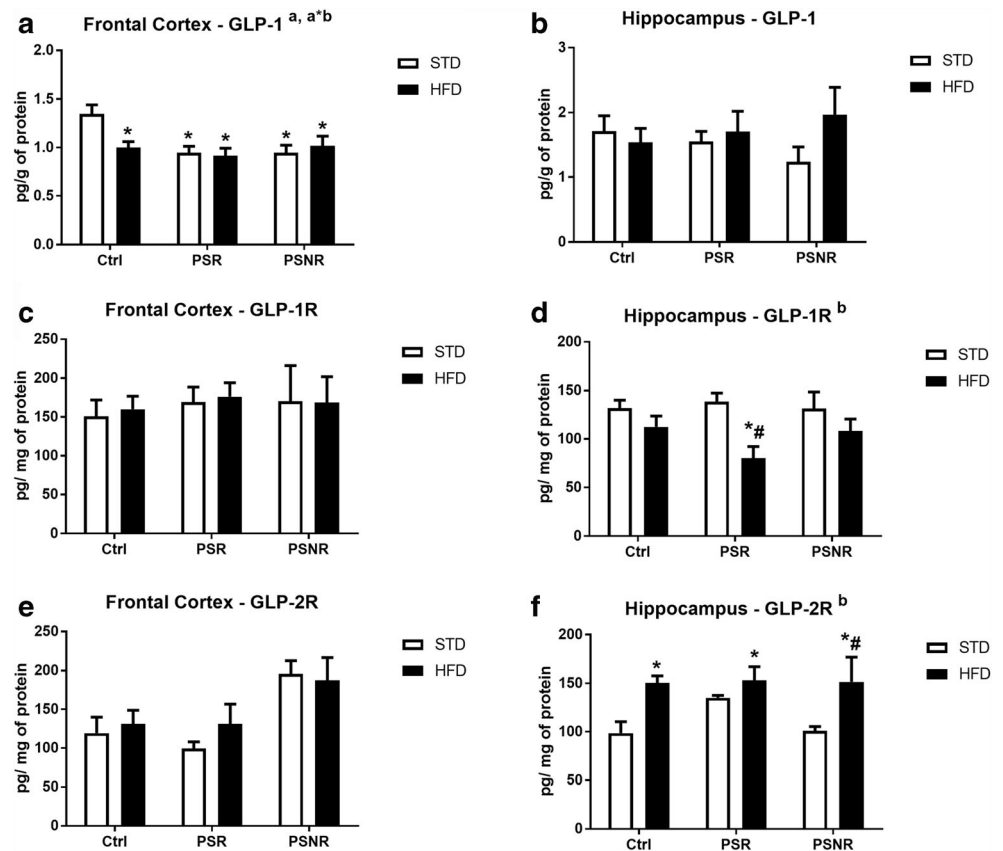 a Frontal Cortex - GLP-1 a, a*b
STD
HFD
pg/g of protein
2.0
1.5
1.0
0.5
0.0
* * * * *
Ctrl PSR PSNR
b Hippocampus - GLP-1
STD
HFD
pg/g of protein
3
2
1
0
Ctrl PSR PSNR
c Frontal Cortex - GLP-1R
STD
HFD
pg/ mg of protein
250
200
150
100
50
0
Ctrl PSR PSNR
d Hippocampus - GLP-1R b
STD
HFD
pg/ mg of protein
200
150
100
50
0
*#
Ctrl PSR PSNR
e Frontal Cortex - GLP-2R
STD
HFD
pg/ mg of protein
250
200
150
100
50
0
Ctrl PSR PSNR
f Hippocampus - GLP-2R b
STD
HFD
pg/ mg of protein
200
150
100
50
0
* * *#
Ctrl PSR PSNR